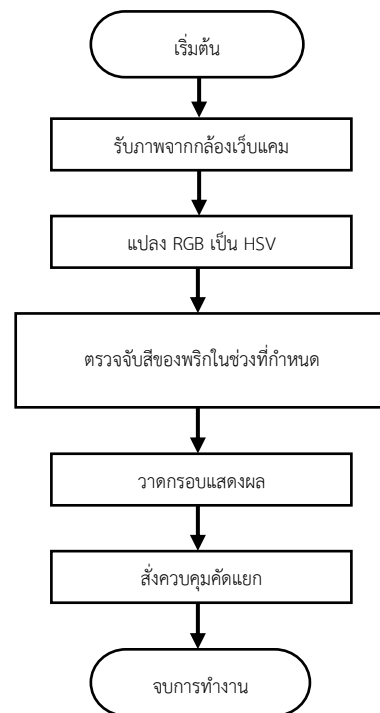 เริ่มต้น
รับภาพจากกล้องเว็บแคม
แปลง RGB เป็น HSV
ตรวจจับสีของพริกในช่วงที่กำหนด
วาดกรอบแสดงผล
สั่งควบคุมคัดแยก
จบการทำงาน